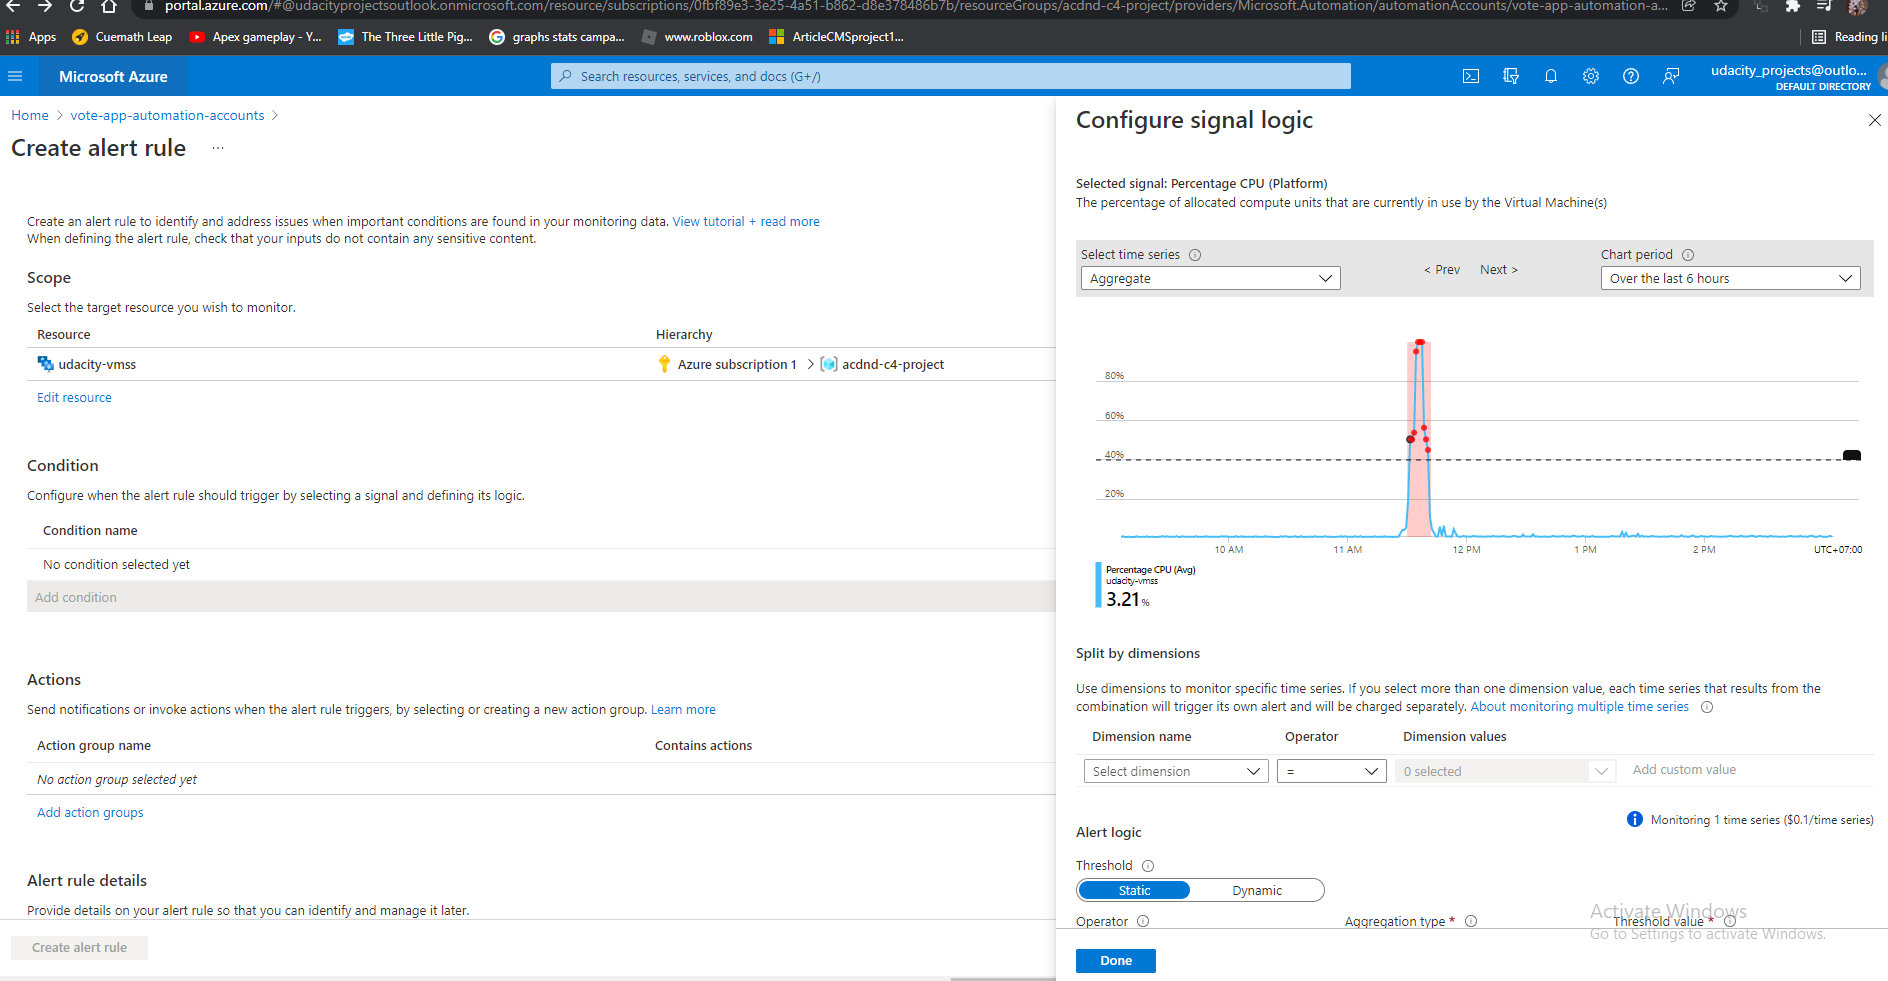 portal.azure.com/#@udacityprojectsoutlook.onmicrosoft.com/resource/subscriptions/0fbf89e3-3e25-4a51-b862-d8e378486b7b/resourceGroups/acdnd-c4-project/providers/Microsoft.Automation/automationAccounts/vote-app-automation-a...
Apps
Cuemath Leap
Apex gameplay - Y...
The Three Little Pig...
graphs stats campa...
www.roblox.com
ArticleCMSproject1...
Reading li
Microsoft Azure
Search resources, services, and docs (G+/)
udacity_projects@outlo...
DEFAULT DIRECTORY
Home > vote-app-automation-accounts >
Create alert rule ...
Create an alert rule to identify and address issues when important conditions are found in your monitoring data. View tutorial + read more
When defining the alert rule, check that your inputs do not contain any sensitive content.
Scope
Select the target resource you wish to monitor.
Resource Hierarchy
udacity-vmss Azure subscription 1 > acdnd-c4-project
Edit resource
Condition
Configure when the alert rule should trigger by selecting a signal and defining its logic.
Condition name
No condition selected yet
Add condition
Actions
Send notifications or invoke actions when the alert rule triggers, by selecting or creating a new action group. Learn more
Action group name Contains actions
No action group selected yet
Add action groups
Alert rule details
Provide details on your alert rule so that you can identify and manage it later.
Create alert rule
Configure signal logic
Selected signal: Percentage CPU (Platform)
The percentage of allocated compute units that are currently in use by the Virtual Machine(s)
Select time series
Aggregate
< Prev Next >
Chart period
Over the last 6 hours
80%
60%
40%
20%
10 AM 11 AM 12 PM 1 PM 2 PM UTC+07:00
Percentage CPU (Avg)
udacity-vmss
3.21 %
Split by dimensions
Use dimensions to monitor specific time series. If you select more than one dimension value, each time series that results from the
combination will trigger its own alert and will be charged separately. About monitoring multiple time series
Dimension name Operator Dimension values
Select dimension = 0 selected Add custom value
Monitoring 1 time series ($0.1/time series)
Alert logic
Threshold
Static Dynamic
Operator Aggregation type * Threshold value *
Activate Windows
Go to Settings to activate Windows.
Done